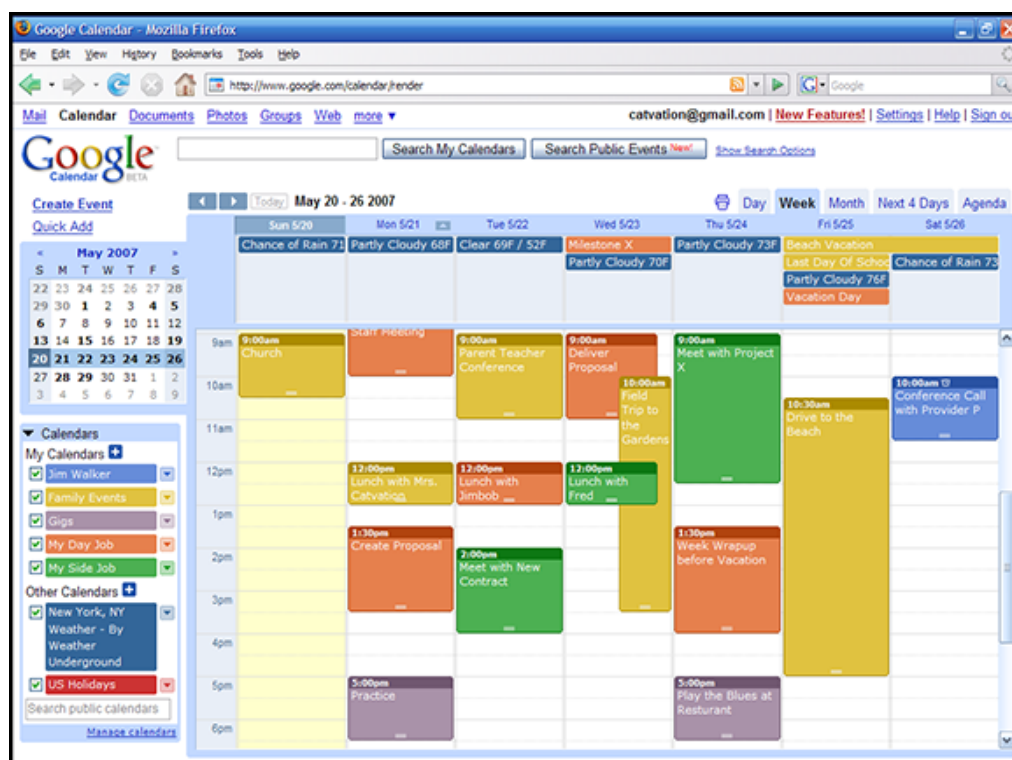 Google Calendar - Mozilla Firefox
File Edit View History Bookmarks Tools Help
http://www.google.com/calendar/render
Google
Mail Calendar Documents Photos Groups Web more ▼
catvation@gmail.com | New Features! | Settings | Help | Sign ou
Google
Calendar BETA
Search My Calendars
Search Public Events New!
Show Search Options
Create Event
Quick Add
Today
May 20 - 26 2007
Day Week Month Next 4 Days Agenda
« May 2007 »
S M T W T F S
22 23 24 25 26 27 28
29 30 1 2 3 4 5
6 7 8 9 10 11 12
13 14 15 16 17 18 19
20 21 22 23 24 25 26
27 28 29 30 31 1 2
3 4 5 6 7 8 9
Calendars
My Calendars
Jim Walker
Family Events
Gigs
My Day Job
My Side Job
Other Calendars
New York, NY
Weather - By
Weather
Underground
US Holidays
Search public calendars
Manage calendars
Sun 5/20 Mon 5/21 Tue 5/22 Wed 5/23 Thu 5/24 Fri 5/25 Sat 5/26
Chance of Rain 71
Partly Cloudy 68F
Clear 69F / 52F
Milestone X
Partly Cloudy 70F
Partly Cloudy 73F
Beach Vacation
Last Day Of Schoo
Chance of Rain 73
Partly Cloudy 76F
Vacation Day
9am
10am
11am
12pm
1pm
2pm
3pm
4pm
5pm
6pm
9:00am
Church
Staff Meeting
12:00pm
Lunch with Mrs.
Catvation
1:30pm
Create Proposal
5:00pm
Practice
9:00am
Parent Teacher
Conference
12:00pm
Lunch with
Jimbob
2:00pm
Meet with New
Contract
9:00am
Deliver
Proposal
10:00am
Field
Trip to
the
Gardens
12:00pm
Lunch with
Fred
9:00am
Meet with Project
X
1:30pm
Week Wrapup
before Vacation
5:00pm
Play the Blues at
Resturant
10:30am
Drive to the
Beach
10:00am
Conference Call
with Provider P